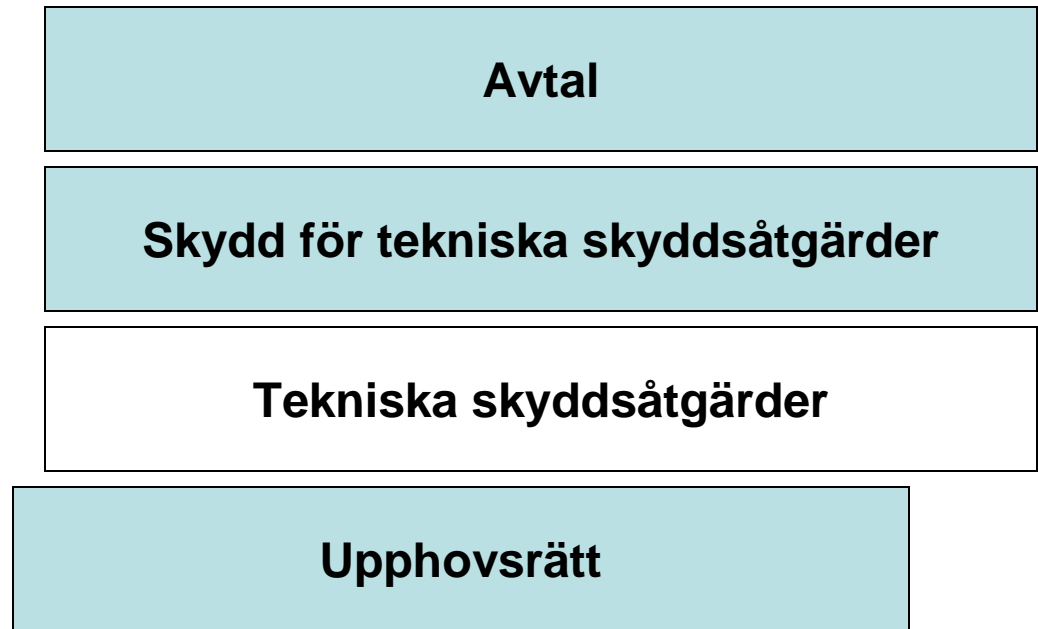 Avtal
Skydd för tekniska skyddsåtgärder
Tekniska skyddsåtgärder
Upphovsrätt